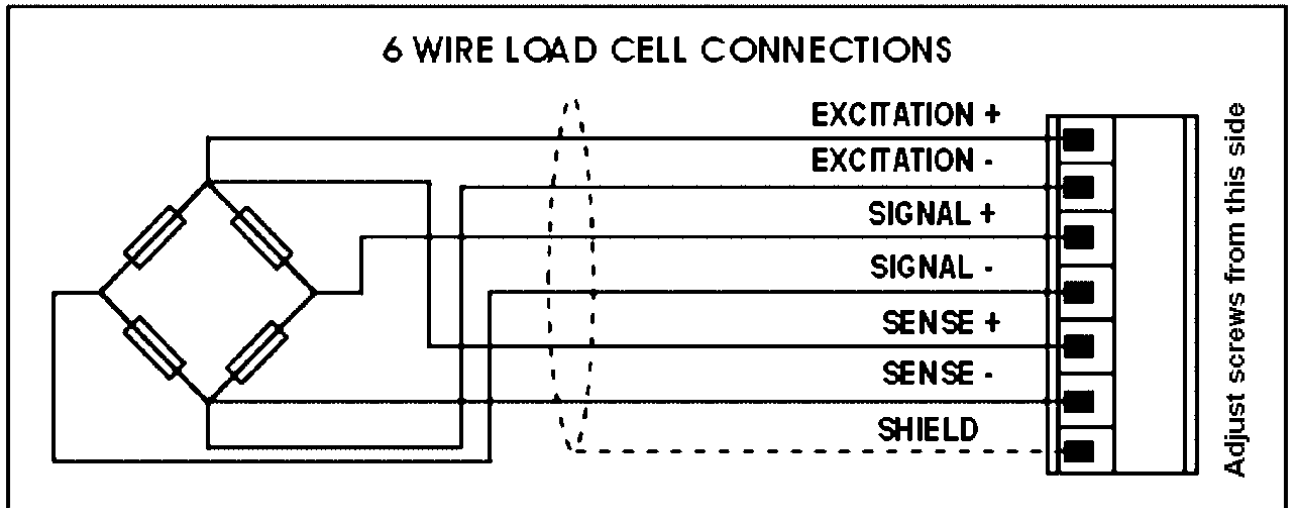 6 WIRE LOAD CELL CONNECTIONS
EXCITATION +
EXCITATION -
SIGNAL +
SIGNAL -
SENSE +
SENSE -
SHIELD
Adjust screws from this side